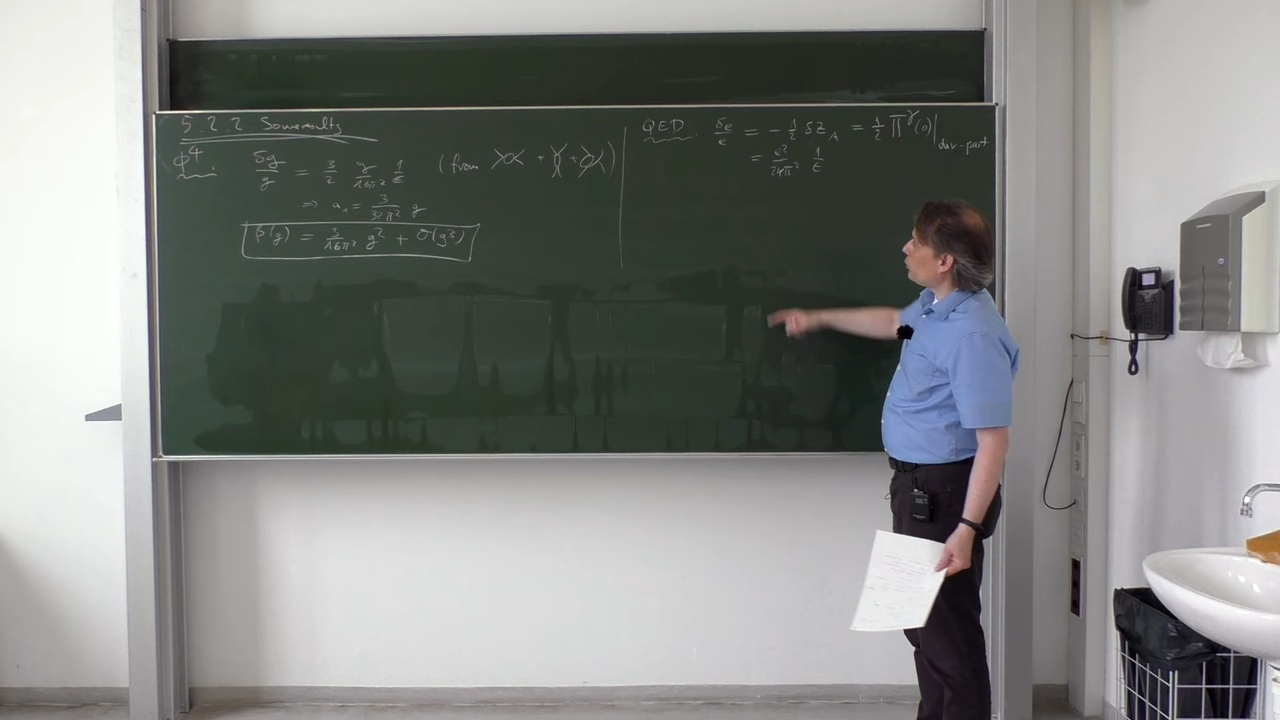 5.2.2 Some results
ϕ⁴. δg/g = 3/2 g/16π² 1/ε (from + + )
⇒ a₁ = 3/32π² g
β(g) = 3/16π² g² + O(g³)
QED. δe/e = - 1/2 δZ_A = 1/2 Π^γ(0)|div-part
= e²/24π² 1/ε